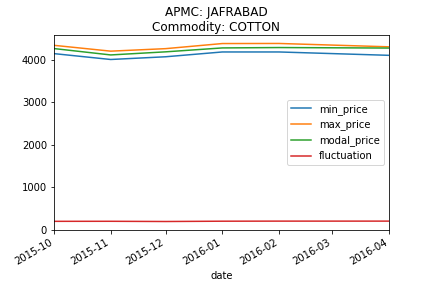 APMC: JAFRABAD
Commodity: COTTON
4000
3000
2000
1000
0
min_price
max_price
modal_price
fluctuation
2015-10
2015-11
2015-12
2016-01
2016-02
2016-03
2016-04
date